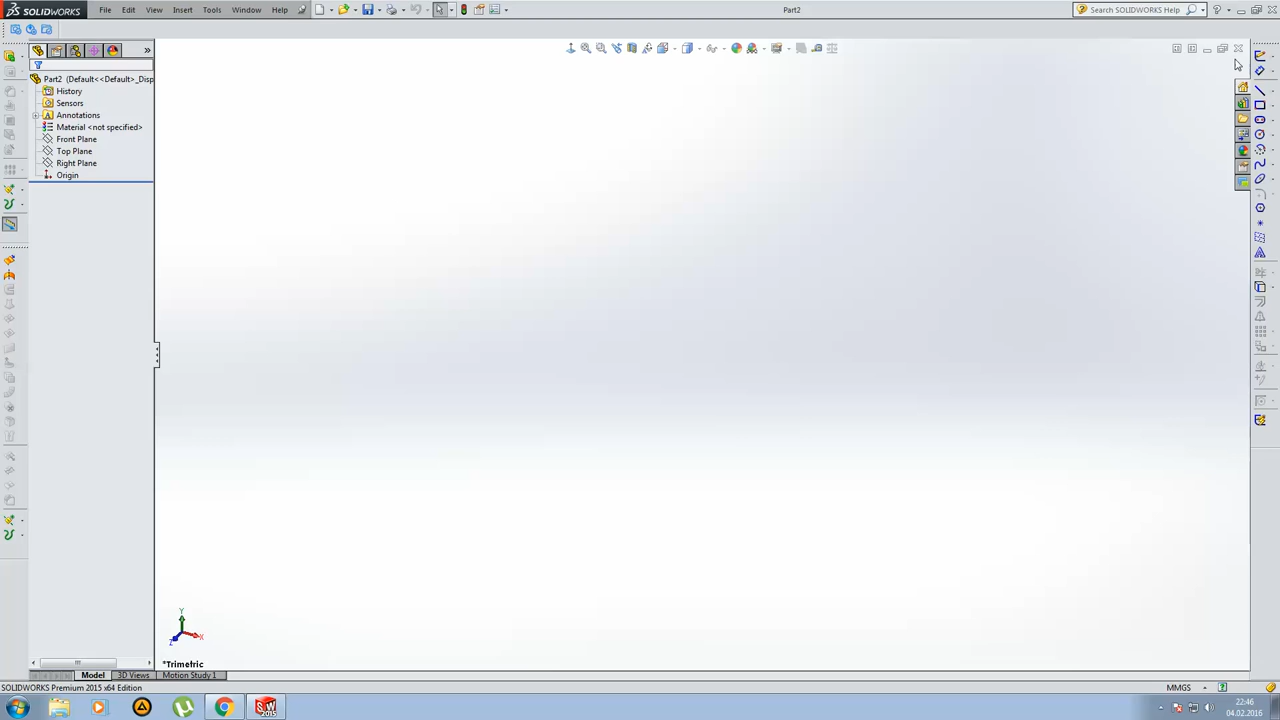 SOLIDWORKS File Edit View Insert Tools Window Help Part2 Search SOLIDWORKS Help
Part2 (Default<<Default>_Disp
History
Sensors
Annotations
Material <not specified>
Front Plane
Top Plane
Right Plane
Origin
Y
X
Z
*Trimetric
Model 3D Views Motion Study 1
SOLIDWORKS Premium 2015 x64 Edition MMGS
SW 2015
22:46
04.02.2016